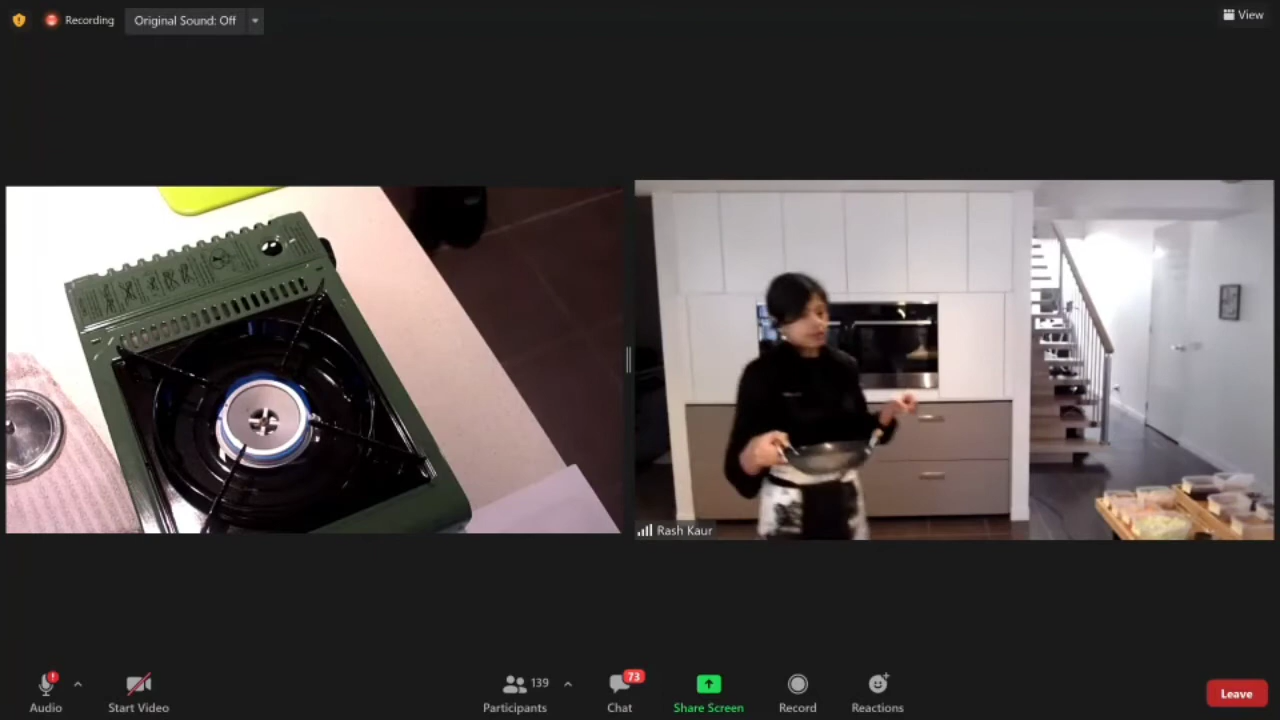 Recording
Original Sound: Off
View
Rash Kaur
139
73
Audio
Start Video
Participants
Chat
Share Screen
Record
Reactions
Leave